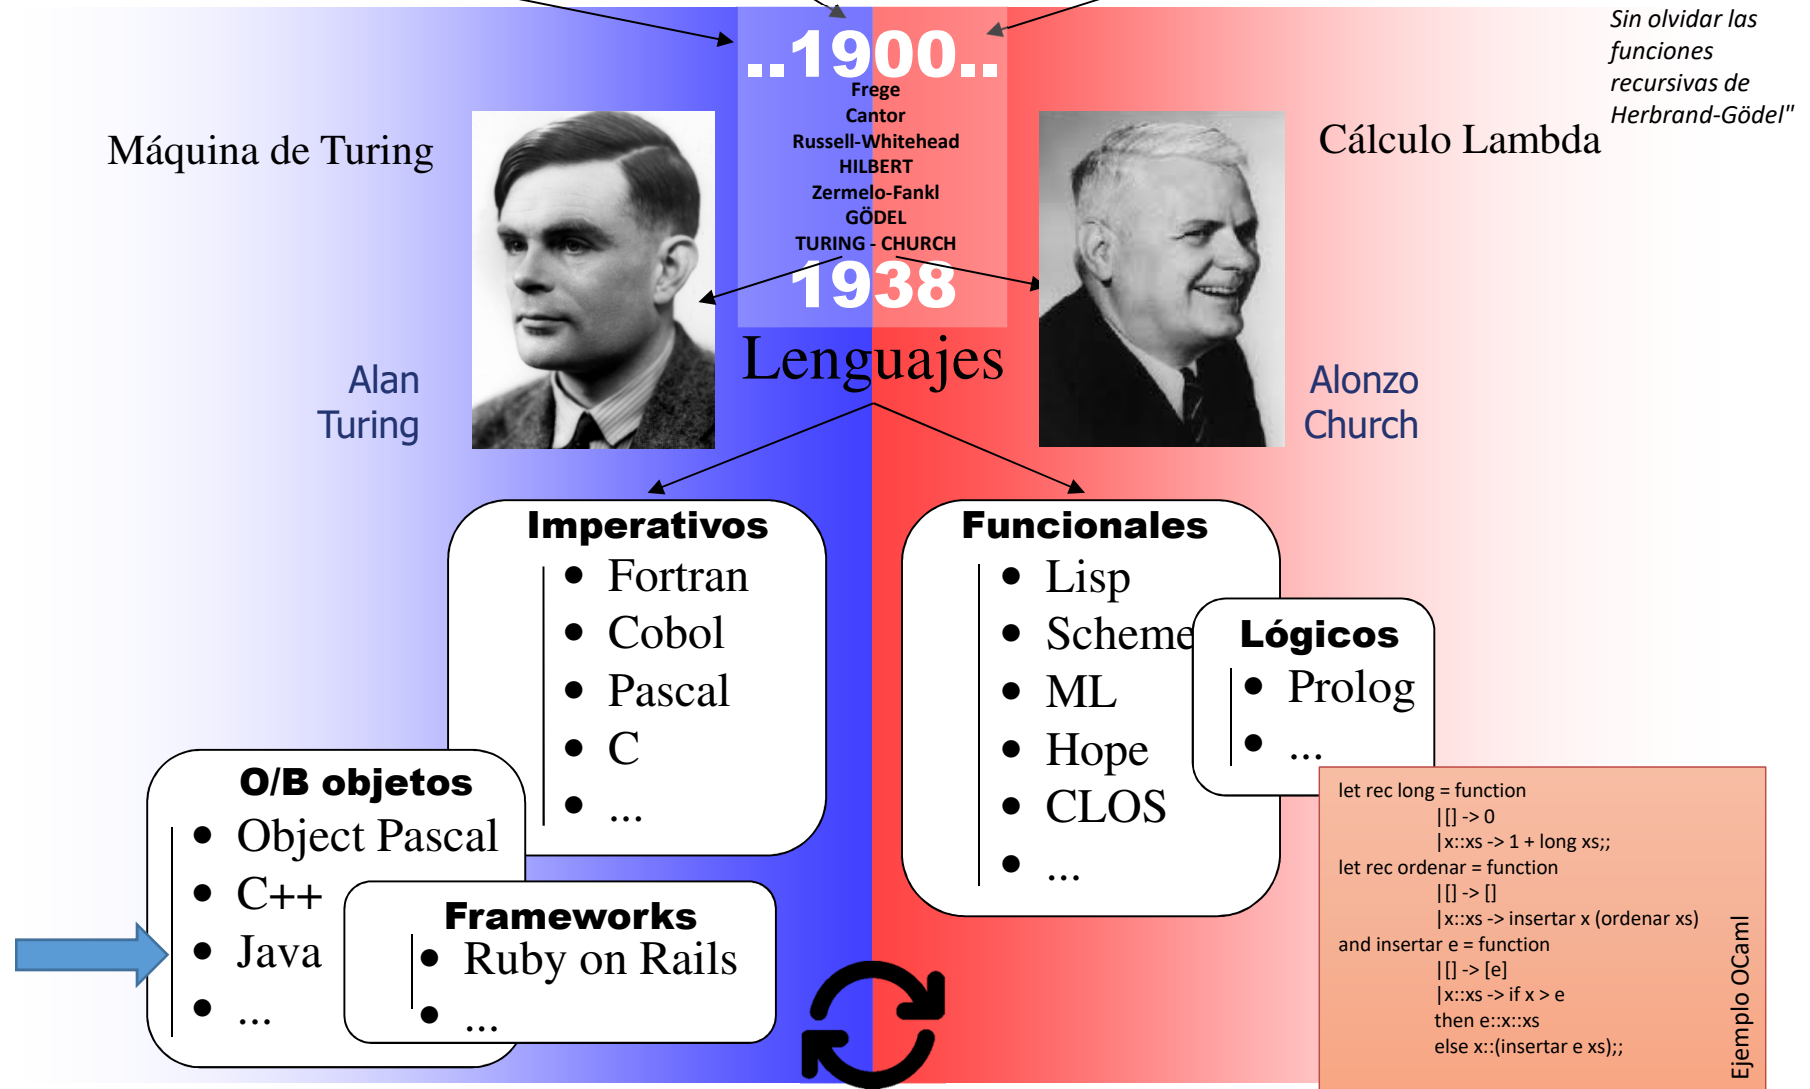 ..1900..
Frege
Cantor
Russell-Whitehead
HILBERT
Zermelo-Fankl
GÖDEL
TURING - CHURCH
1938
Sin olvidar las
funciones
recursivas de
Herbrand-Gödel"
Máquina de Turing
Cálculo Lambda
Alan
Turing
Alonzo
Church
Lenguajes
Imperativos
• Fortran
• Cobol
• Pascal
• C
• ...
Funcionales
• Lisp
• Scheme
• ML
• Hope
• CLOS
• ...
Lógicos
• Prolog
• ...
O/B objetos
• Object Pascal
• C++
• Java
• ...
Frameworks
• Ruby on Rails
• ...
let rec long = function
|[] -> 0
|x::xs -> 1 + long xs;;
let rec ordenar = function
|[] -> []
|x::xs -> insertar x (ordenar xs)
and insertar e = function
|[] -> [e]
|x::xs -> if x > e
then e::x::xs
else x::(insertar e xs);;
Ejemplo OCaml